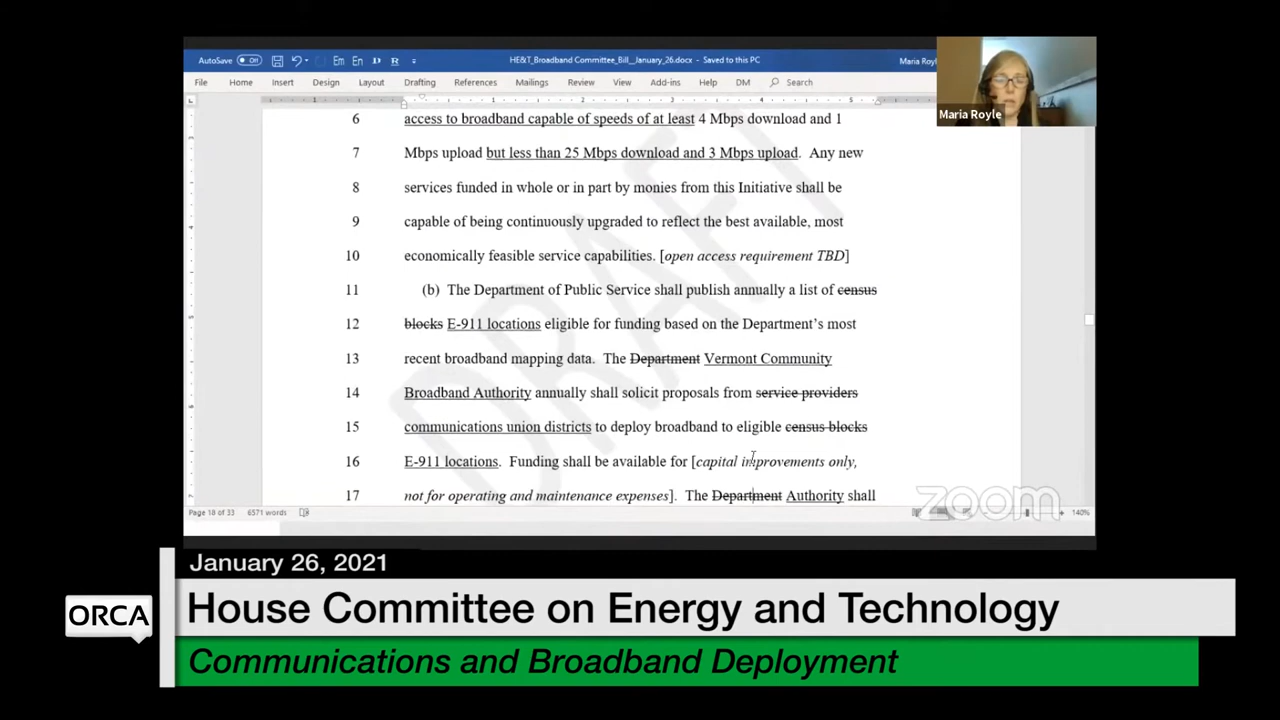 AutoSave Off Em En D R HE&T_Broadband Committee_Bill__January_26.docx - Saved to this PC Maria Royl
File Home Insert Design Layout Drafting References Mailings Review View Add-ins Help DM Search
Maria Royle
6 access to broadband capable of speeds of at least 4 Mbps download and 1
7 Mbps upload but less than 25 Mbps download and 3 Mbps upload. Any new
8 services funded in whole or in part by monies from this Initiative shall be
9 capable of being continuously upgraded to reflect the best available, most
10 economically feasible service capabilities. [open access requirement TBD]
11 (b) The Department of Public Service shall publish annually a list of census
12 blocks E-911 locations eligible for funding based on the Department's most
13 recent broadband mapping data. The Department Vermont Community
14 Broadband Authority annually shall solicit proposals from service providers
15 communications union districts to deploy broadband to eligible census blocks
16 E-911 locations. Funding shall be available for [capital improvements only,
17 not for operating and maintenance expenses]. The Department Authority shall
DRAFT
zoom
Page 18 of 33 6571 words 140%
January 26, 2021
ORCA
House Committee on Energy and Technology
Communications and Broadband Deployment